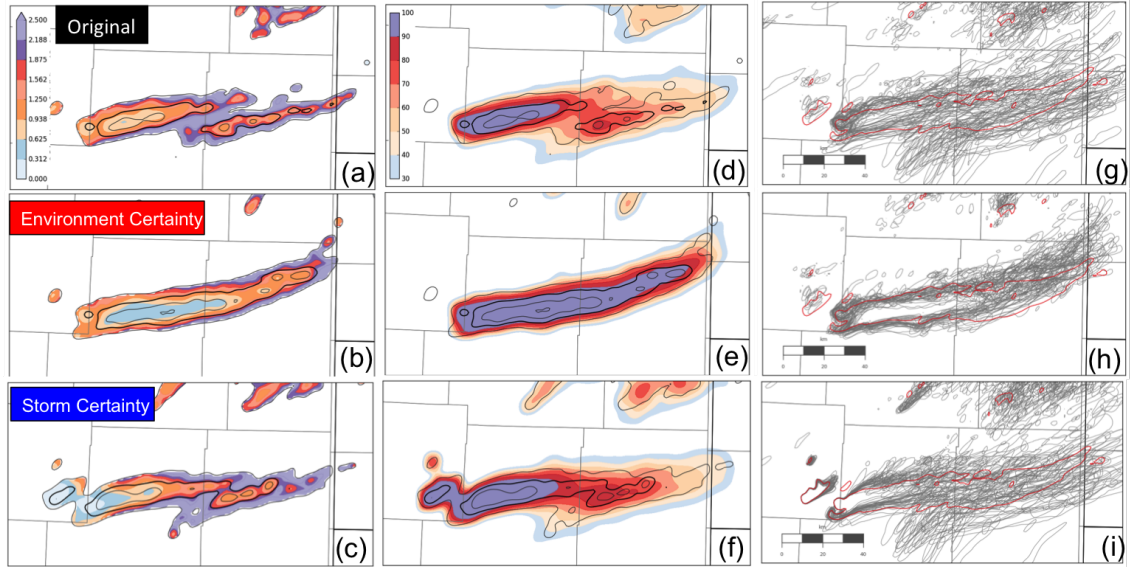 Original
2.500
2.188
1.875
1.562
1.250
0.938
0.625
0.312
0.000
(a)
100
90
80
70
60
50
40
30
(d)
km
0 20 40
(g)
Environment Certainty
(b)
(e)
km
0 20 40
(h)
Storm Certainty
(c)
(f)
km
0 20 40
(i)